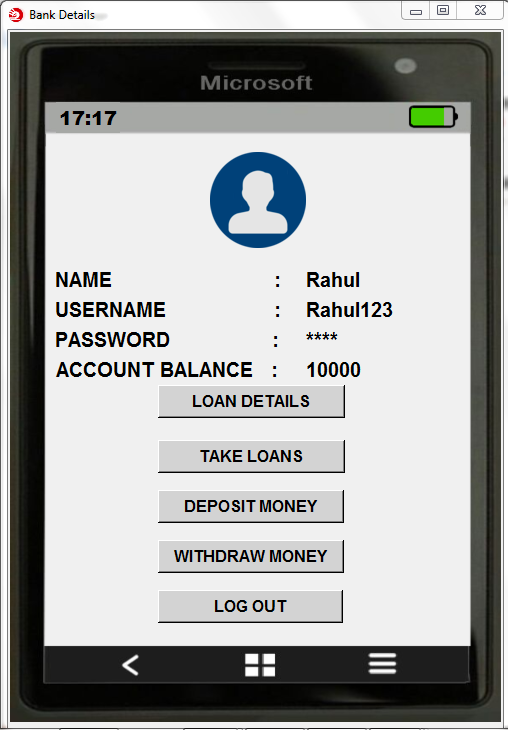 Bank Details
Microsoft
17:17
NAME : Rahul
USERNAME : Rahul123
PASSWORD : ****
ACCOUNT BALANCE : 10000
LOAN DETAILS
TAKE LOANS
DEPOSIT MONEY
WITHDRAW MONEY
LOG OUT